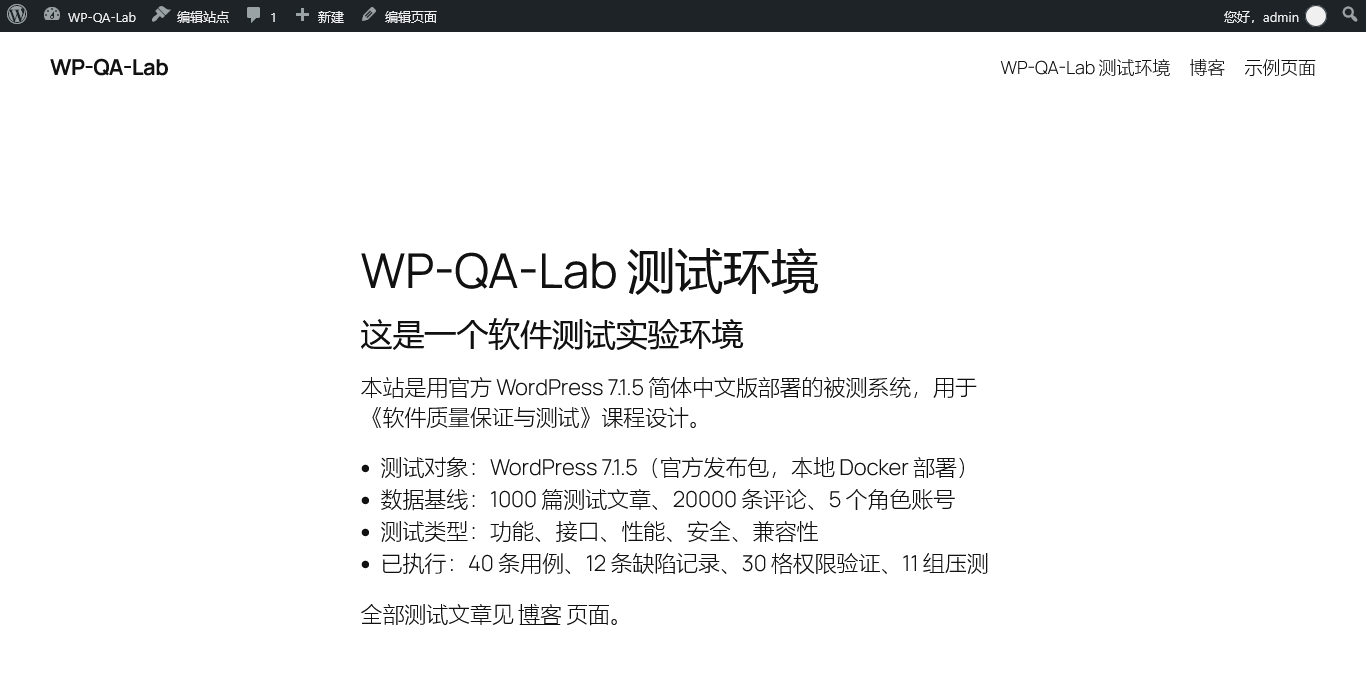 WP-QA-Lab 编辑站点 1 新建 编辑页面 您好，admin
WP-QA-Lab WP-QA-Lab 测试环境 博客 示例页面
WP-QA-Lab 测试环境
这是一个软件测试实验环境
本站是用官方 WordPress 7.1.5 简体中文版部署的被测系统，用于
《软件质量保证与测试》课程设计。
• 测试对象：WordPress 7.1.5（官方发布包，本地 Docker 部署）
• 数据基线：1000 篇测试文章、20000 条评论、5 个角色账号
• 测试类型：功能、接口、性能、安全、兼容性
• 已执行：40 条用例、12 条缺陷记录、30 格权限验证、11 组压测
全部测试文章见 博客 页面。